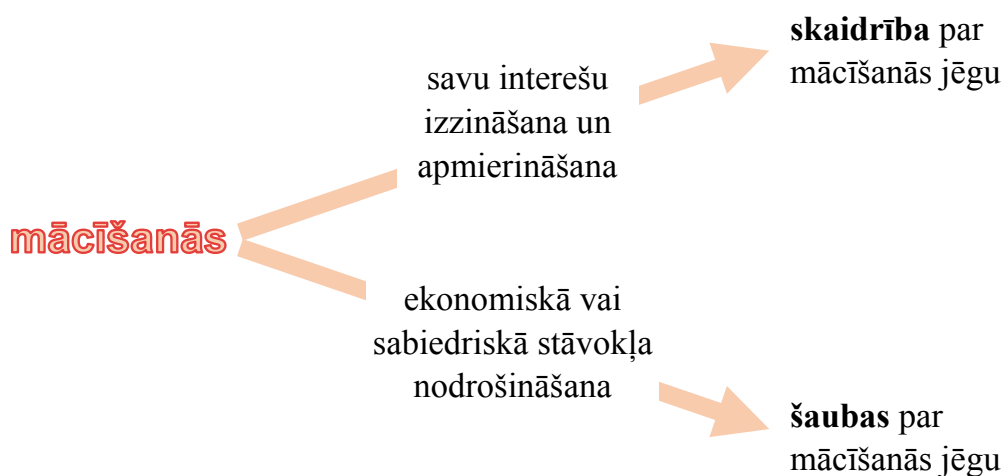 skaidrība par
mācīšanās jēgu
savu interešu
izzināšana un
apmierināšana
mācīšanās
ekonomiskā vai
sabiedriskā stāvokļa
nodrošināšana
šaubas par
mācīšanās jēgu